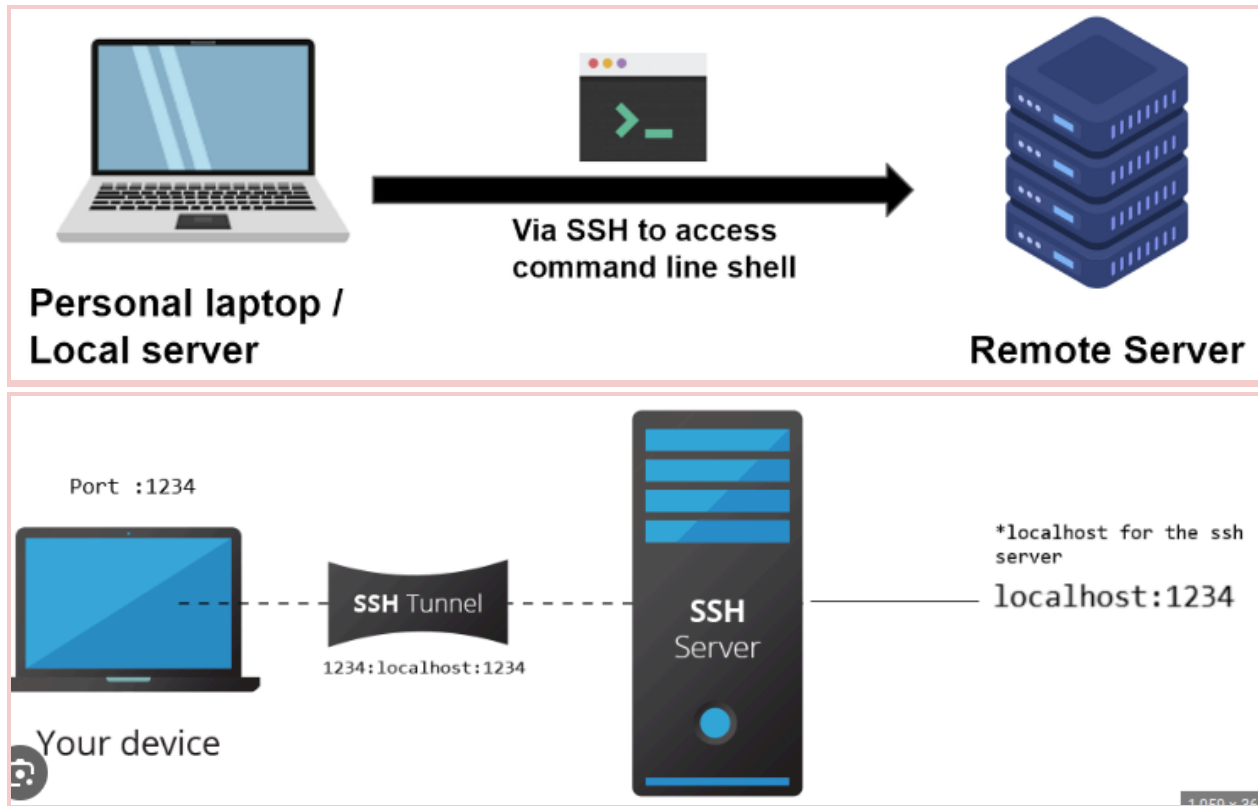 >_
Via SSH to access
command line shell
Personal laptop /
Local server
Remote Server
Port :1234
*localhost for the ssh
server
localhost:1234
SSH Tunnel
1234:localhost:1234
SSH
Server
Your device